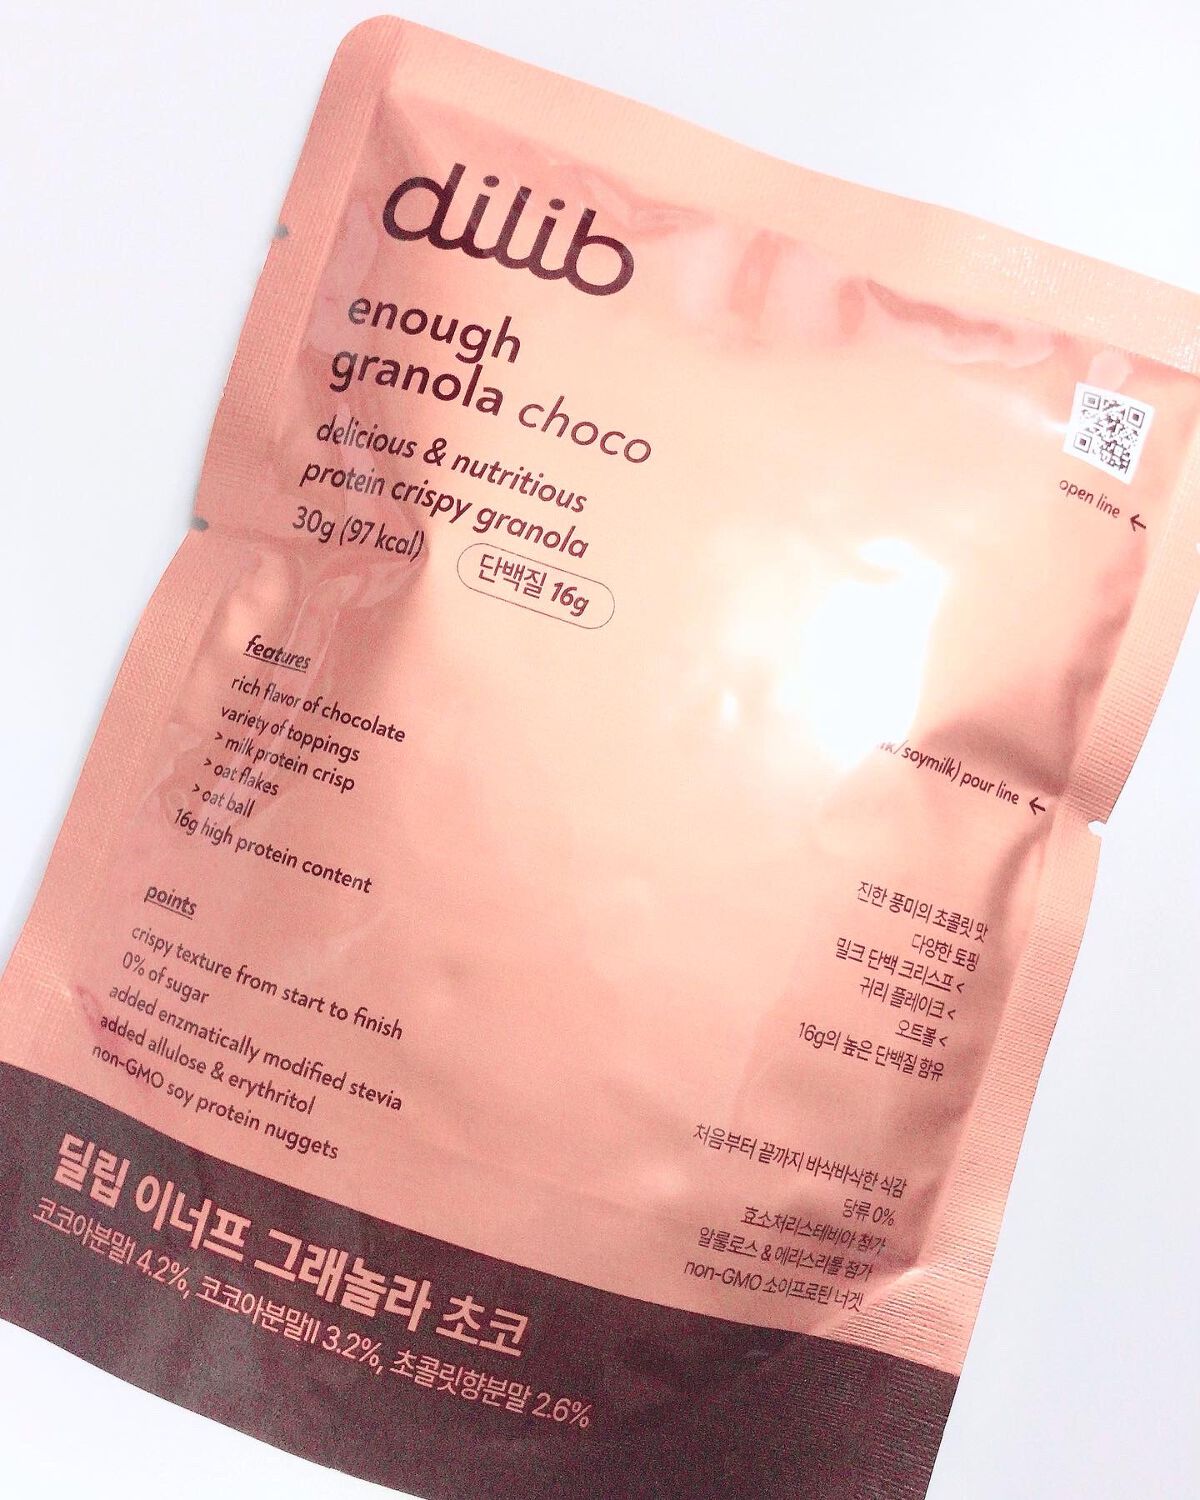 dilib
enough
granola choco
delicious & nutritious
protein crispy granola
30g (97 kcal)
단백질 16g
open line ←
soymilk) pour line ←
features
rich flavor of chocolate
variety of toppings
> milk protein crisp
> oat flakes
> oat ball
16g high protein content
points
crispy texture from start to finish
0% of sugar
added enzmatically modified stevia
added allulose & erythritol
non-GMO soy protein nuggets
진한 풍미의 초콜릿 맛
다양한 토핑
밀크 단백 크리스프 <
귀리 플레이크 <
오트볼 <
16g의 높은 단백질 함유
처음부터 끝까지 바삭바삭한 식감
당류 0%
효소처리스테비아 첨가
알룰로스 & 에리스리톨 첨가
non-GMO 소이프로틴 너겟
딜립 이너프 그래놀라 초코
코코아분말I 4.2%, 코코아분말II 3.2%, 초콜릿향분말 2.6%